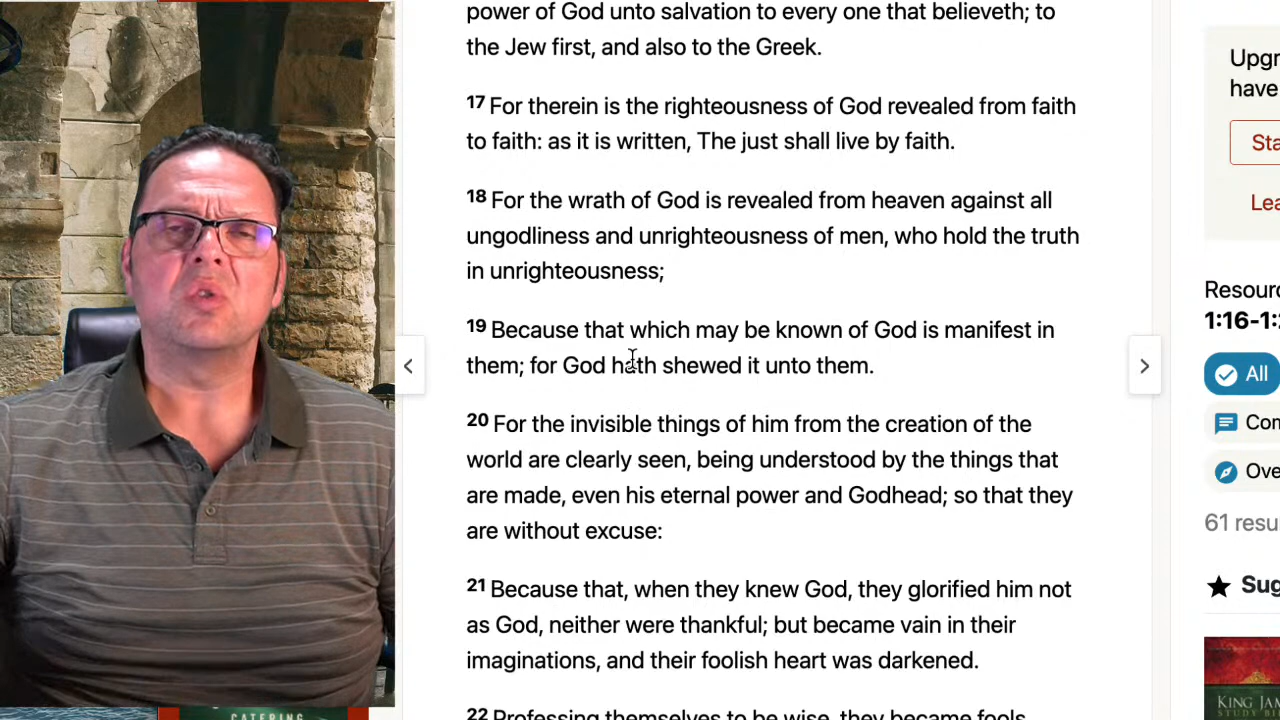 power of God unto salvation to every one that believeth; to
the Jew first, and also to the Greek.
17 For therein is the righteousness of God revealed from faith
to faith: as it is written, The just shall live by faith.
18 For the wrath of God is revealed from heaven against all
ungodliness and unrighteousness of men, who hold the truth
in unrighteousness;
19 Because that which may be known of God is manifest in
them; for God hath shewed it unto them.
20 For the invisible things of him from the creation of the
world are clearly seen, being understood by the things that
are made, even his eternal power and Godhead; so that they
are without excuse:
21 Because that, when they knew God, they glorified him not
as God, neither were thankful; but became vain in their
imaginations, and their foolish heart was darkened.
22 Professing themselves to be wise, they became fools
Upgr
have
Sta
Lea
Resourc
1:16-1:
All
Com
Ove
61 resu
Sug
KING JAM
STUDY BI
CATERING